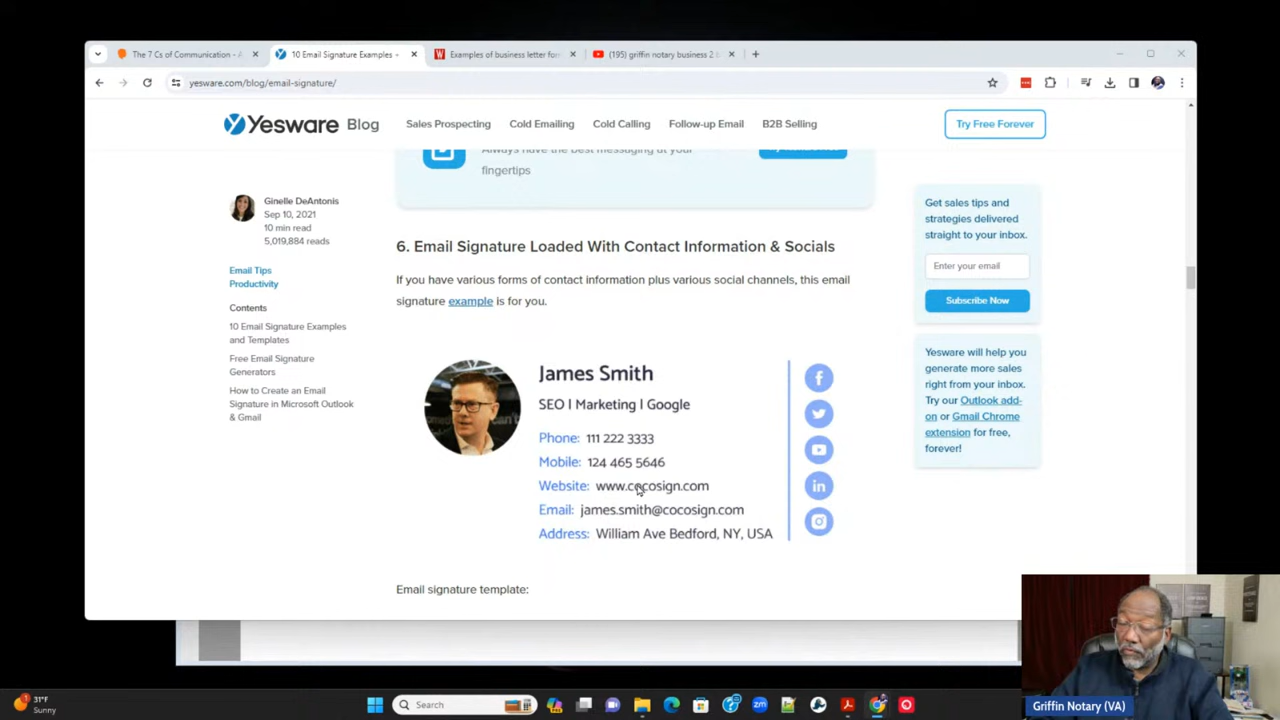 The 7 Cs of Communication - A
10 Email Signature Examples -
Examples of business letter for
(195) griffin notary business 2
yesware.com/blog/email-signature/
Yesware Blog
Sales Prospecting
Cold Emailing
Cold Calling
Follow-up Email
B2B Selling
Try Free Forever
Always have the best messaging at your
fingertips
Ginelle DeAntonis
Sep 10, 2021
10 min read
5,019,884 reads
Email Tips
Productivity
Contents
10 Email Signature Examples
and Templates
Free Email Signature
Generators
How to Create an Email
Signature in Microsoft Outlook
& Gmail
6. Email Signature Loaded With Contact Information & Socials
If you have various forms of contact information plus various social channels, this email
signature example is for you.
James Smith
SEO | Marketing | Google
Phone: 111 222 3333
Mobile: 124 465 5646
Website: www.cocosign.com
Email: james.smith@cocosign.com
Address: William Ave Bedford, NY, USA
Email signature template:
Get sales tips and
strategies delivered
straight to your inbox.
Enter your email
Subscribe Now
Yesware will help you
generate more sales
right from your inbox.
Try our Outlook add-
on or Gmail Chrome
extension for free,
forever!
31°F
Sunny
Search
Griffin Notary (VA)